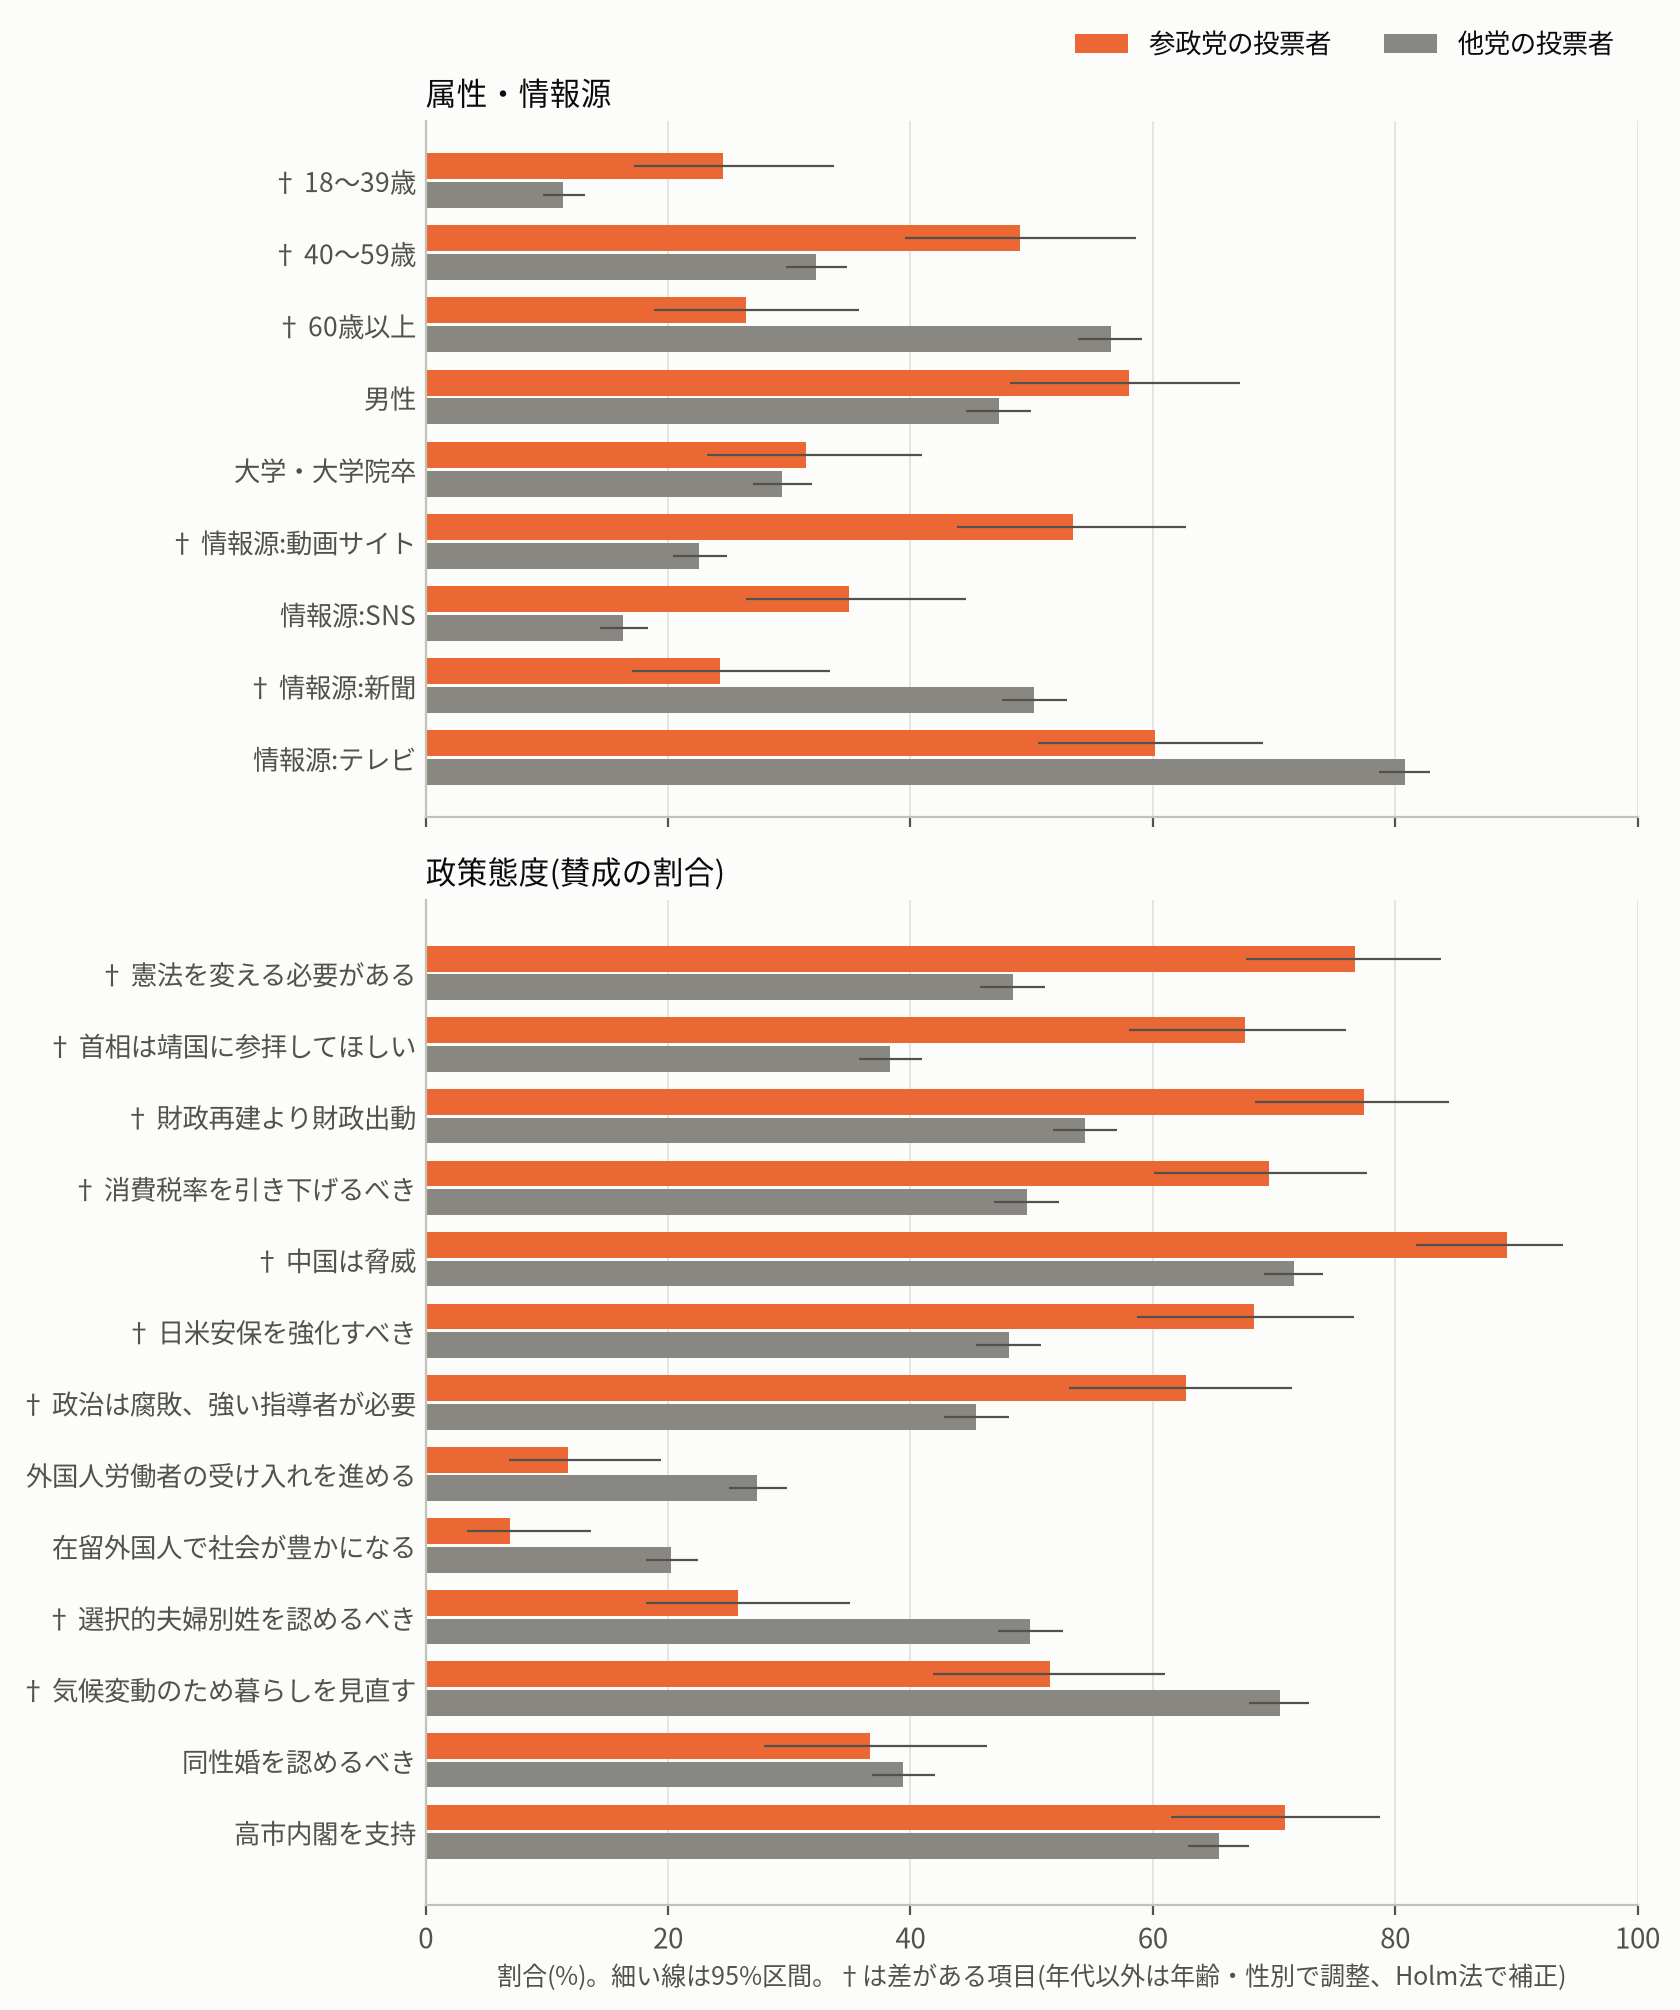 参政党の投票者 他党の投票者
属性・情報源
† 18〜39歳
† 40〜59歳
† 60歳以上
男性
大学・大学院卒
† 情報源:動画サイト
情報源:SNS
† 情報源:新聞
情報源:テレビ
政策態度(賛成の割合)
† 憲法を変える必要がある
† 首相は靖国に参拝してほしい
† 財政再建より財政出動
† 消費税率を引き下げるべき
† 中国は脅威
† 日米安保を強化すべき
† 政治は腐敗、強い指導者が必要
外国人労働者の受け入れを進める
在留外国人で社会が豊かになる
† 選択的夫婦別姓を認めるべき
† 気候変動のため暮らしを見直す
同性婚を認めるべき
高市内閣を支持
0 20 40 60 80 100
割合(%)。細い線は95%区間。†は差がある項目(年代以外は年齢・性別で調整、Holm法で補正)